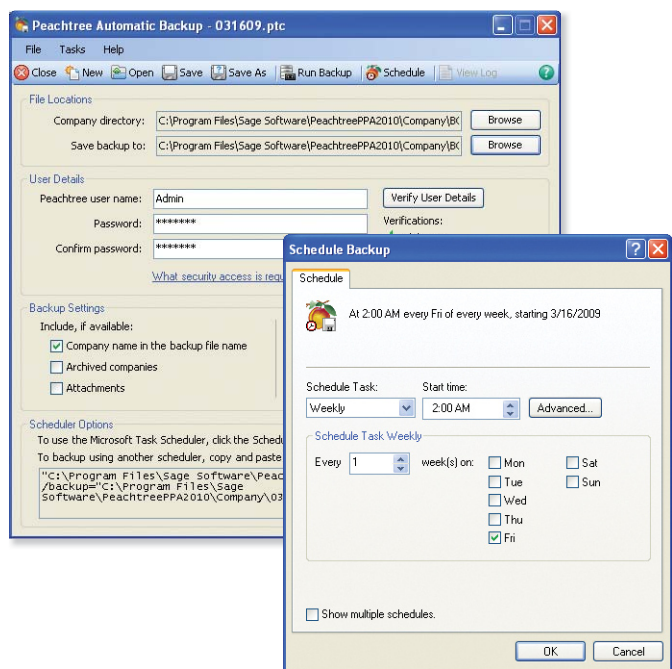 Peachtree Automatic Backup - 031609.ptc
File Tasks Help
Close New Open Save Save As Run Backup Schedule View Log
File Locations
Company directory: C:\Program Files\Sage Software\PeachtreePPA2010\Company\BC Browse
Save backup to: C:\Program Files\Sage Software\PeachtreePPA2010\Company\BC Browse
User Details
Peachtree user name: Admin Verify User Details
Password: ******* Verifications:
Confirm password: *******
What security access is requ
Backup Settings
Include, if available:
Company name in the backup file name
Archived companies
Attachments
Scheduler Options
To use the Microsoft Task Scheduler, click the Schedu
To backup using another scheduler, copy and paste
"C:\Program Files\Sage Software\Peac
/backup="C:\Program Files\Sage
Software\PeachtreePPA2010\Company\03
Schedule Backup
Schedule
At 2:00 AM every Fri of every week, starting 3/16/2009
Schedule Task: Start time:
Weekly 2:00 AM Advanced...
Schedule Task Weekly
Every 1 week(s) on: Mon Sat
Tue Sun
Wed
Thu
Fri
Show multiple schedules.
OK Cancel